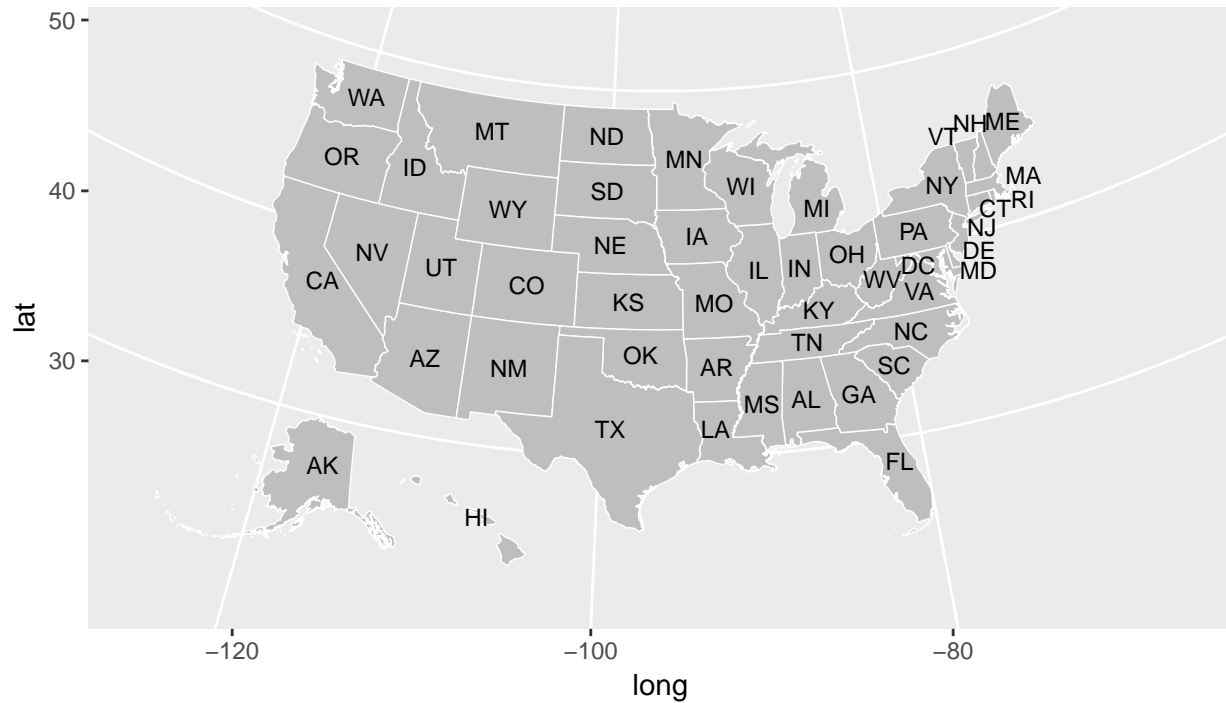 50
40
30
lat
WA
MT
ND
MN
VT
NH
ME
OR
ID
SD
WI
NY
MA
WY
MI
CT
RI
NV
NE
IA
PA
NJ
CA
UT
CO
IL
IN
OH
DE
WV
DC
MD
KS
MO
KY
VA
AZ
NM
OK
AR
TN
NC
SC
TX
LA
MS
AL
GA
FL
AK
HI
−120
−100
−80
long